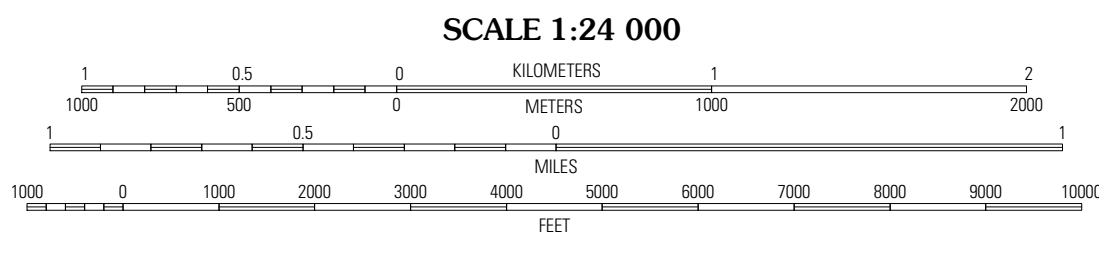 SCALE 1:24 000
1 0.5 0 KILOMETERS 1 2
1000 500 0 METERS 1000 2000
1 0.5 0 1
MILES
1000 0 1000 2000 3000 4000 5000 6000 7000 8000 9000 10000
FEET